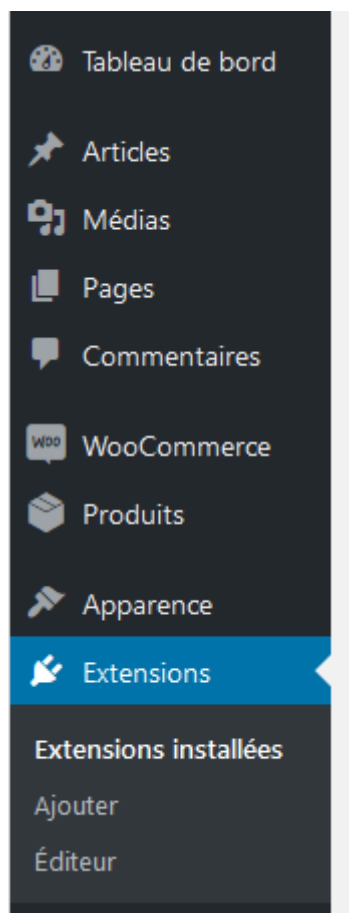 Tableau de bord
Articles
Médias
Pages
Commentaires
Woo WooCommerce
Produits
Apparence
Extensions
Extensions installées
Ajouter
Éditeur